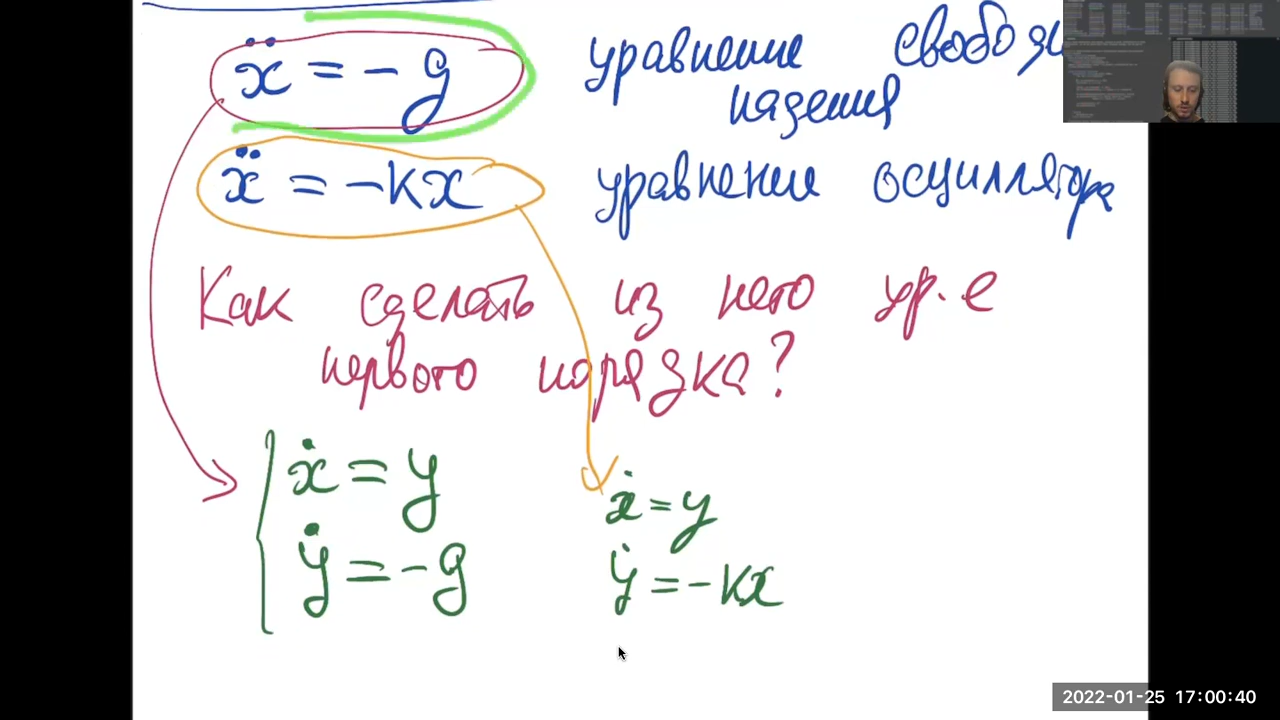 ẍ = - g уравнение свободн
падения
ẍ = -kx уравнение осциллятора
Как сделать из него ур-е
первого порядка?
ẋ = y
ẏ = -g
ẋ = y
ẏ = -kx
2022-01-25 17:00:40